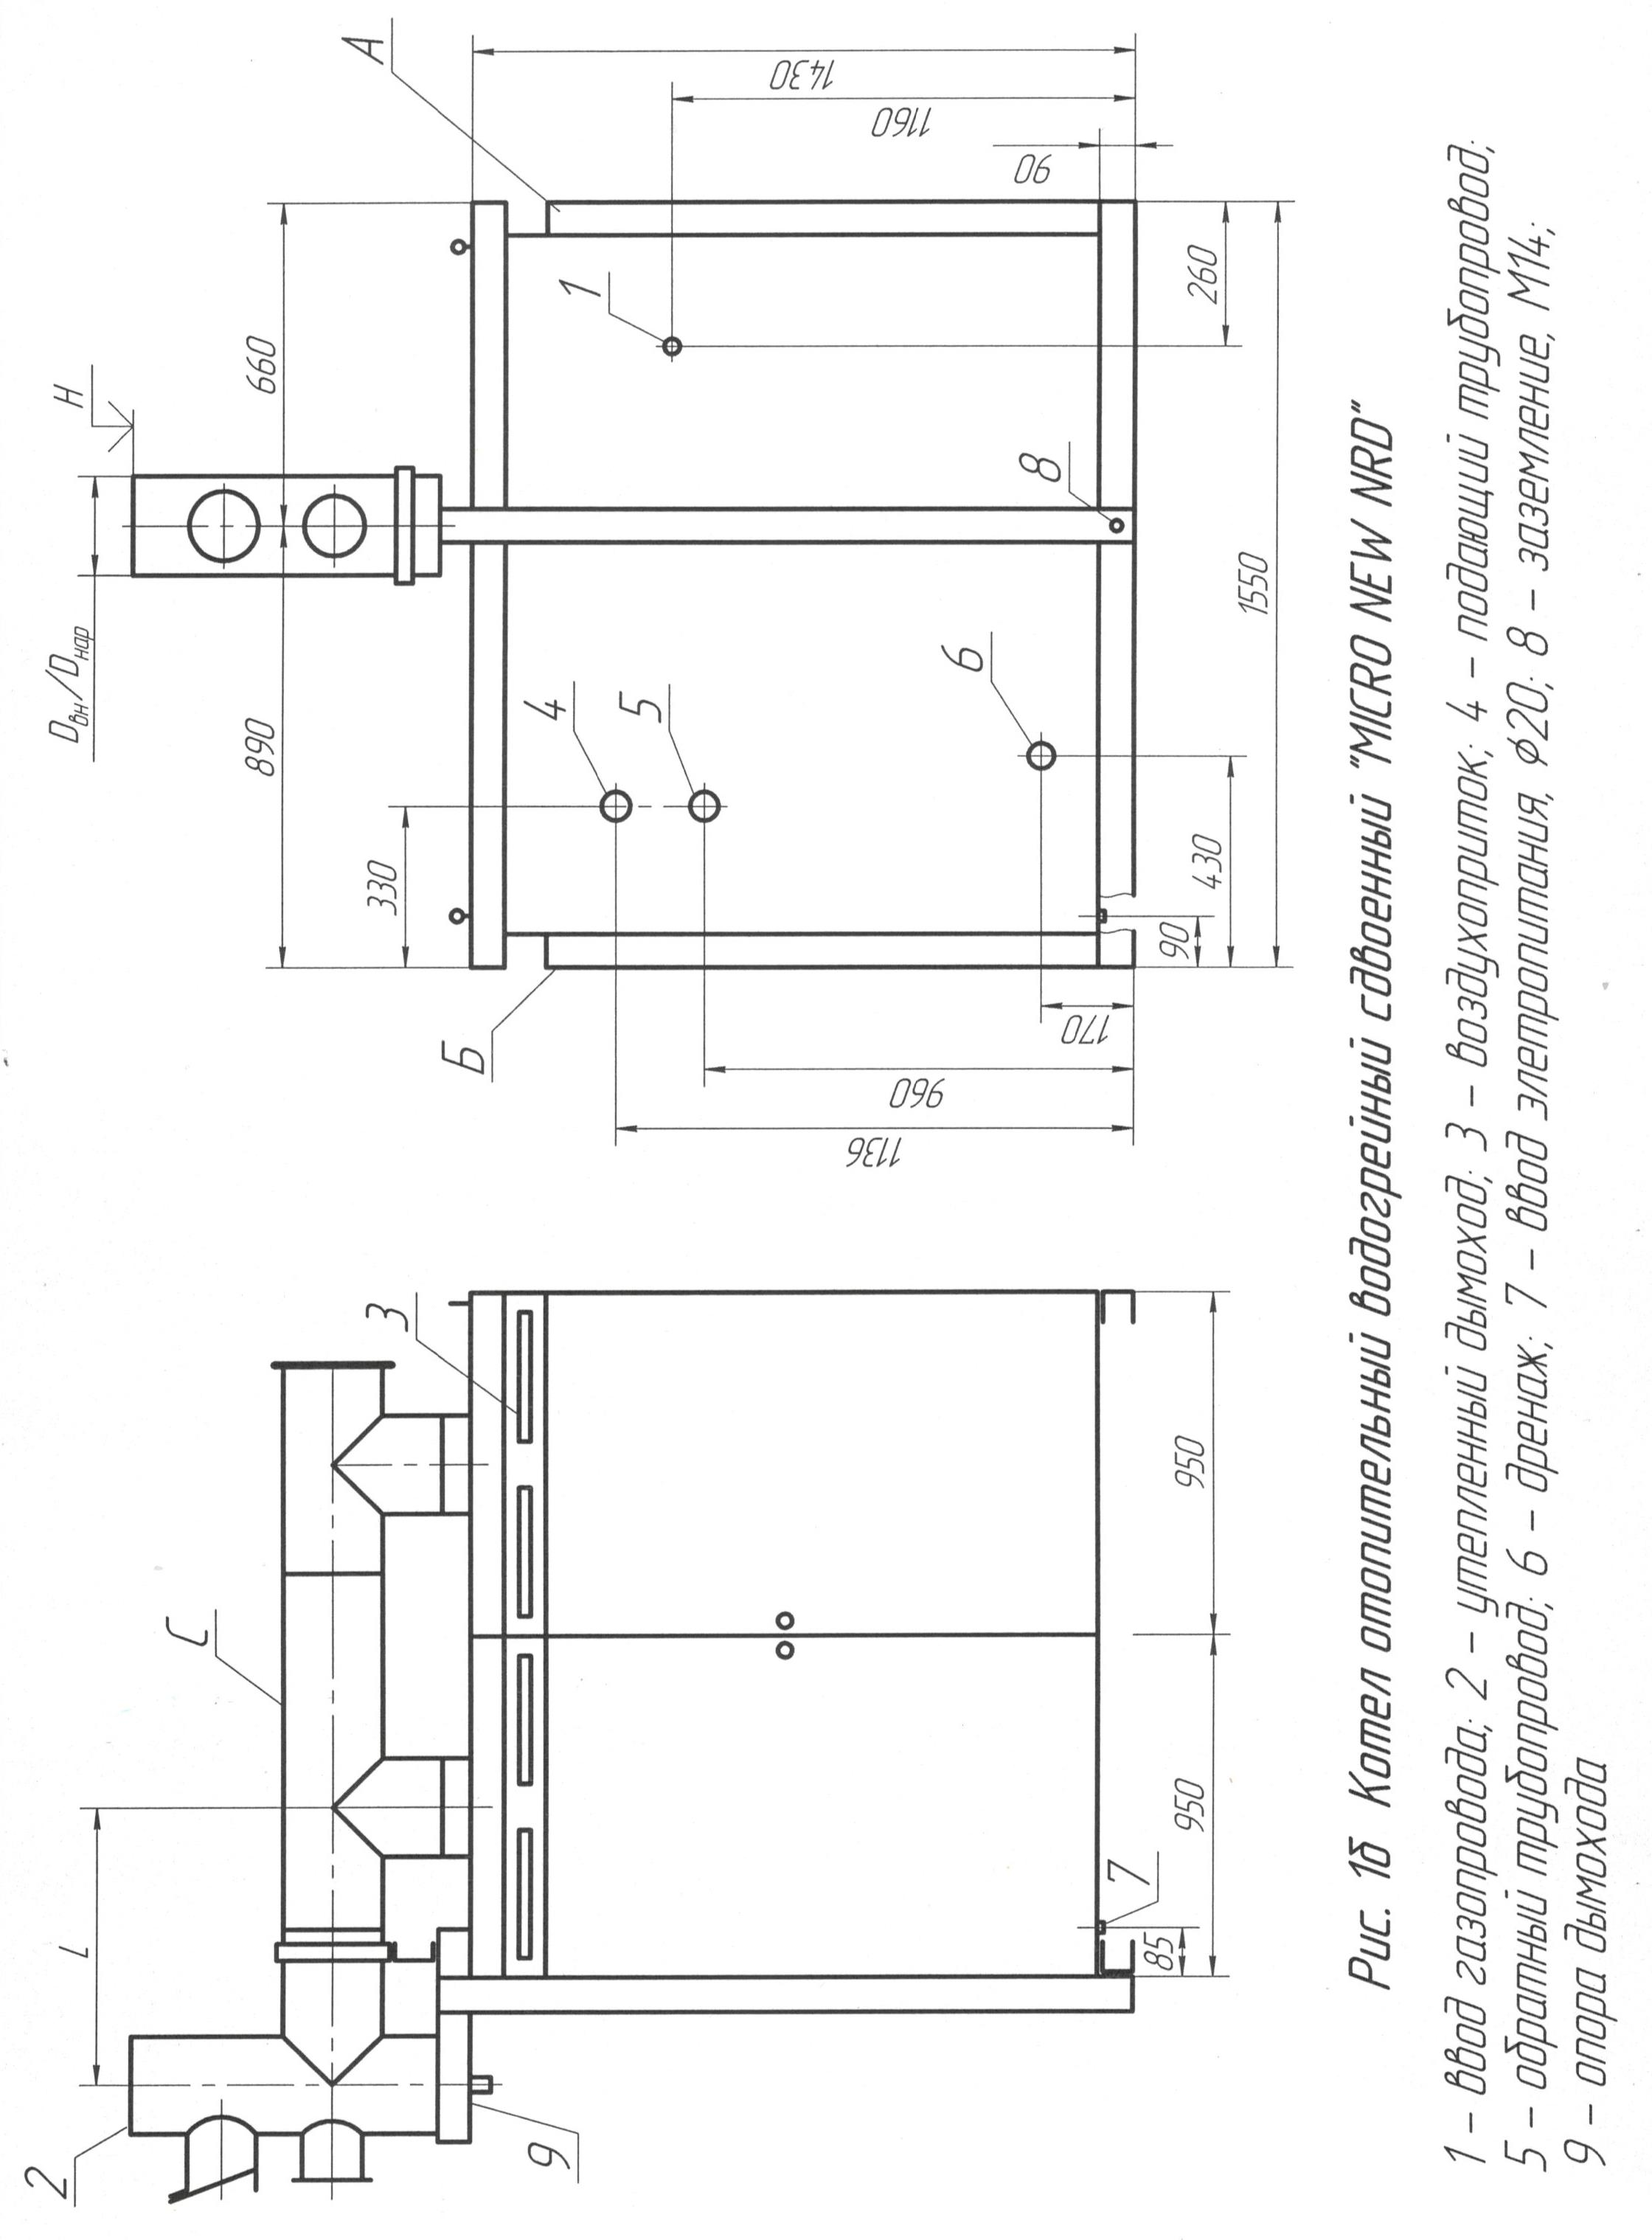 2
L
С
3
9
7
85
950
950
Dвн/Dнар
H
890
660
А
Б
330
4
5
6
1
8
1136
960
170
90
430
1550
260
90
1160
1430
Рис. 1б Котел отопительный водогрейный сдвоенный "MICRO NEW NRD"
1 – ввод газопровода; 2 – утепленный дымоход; 3 – воздухоприток; 4 – подающий трубопровод;
5 – обратный трубопровод; 6 – дренаж; 7 – ввод элетропитания, ϕ20; 8 – заземление, М14;
9 – опора дымохода